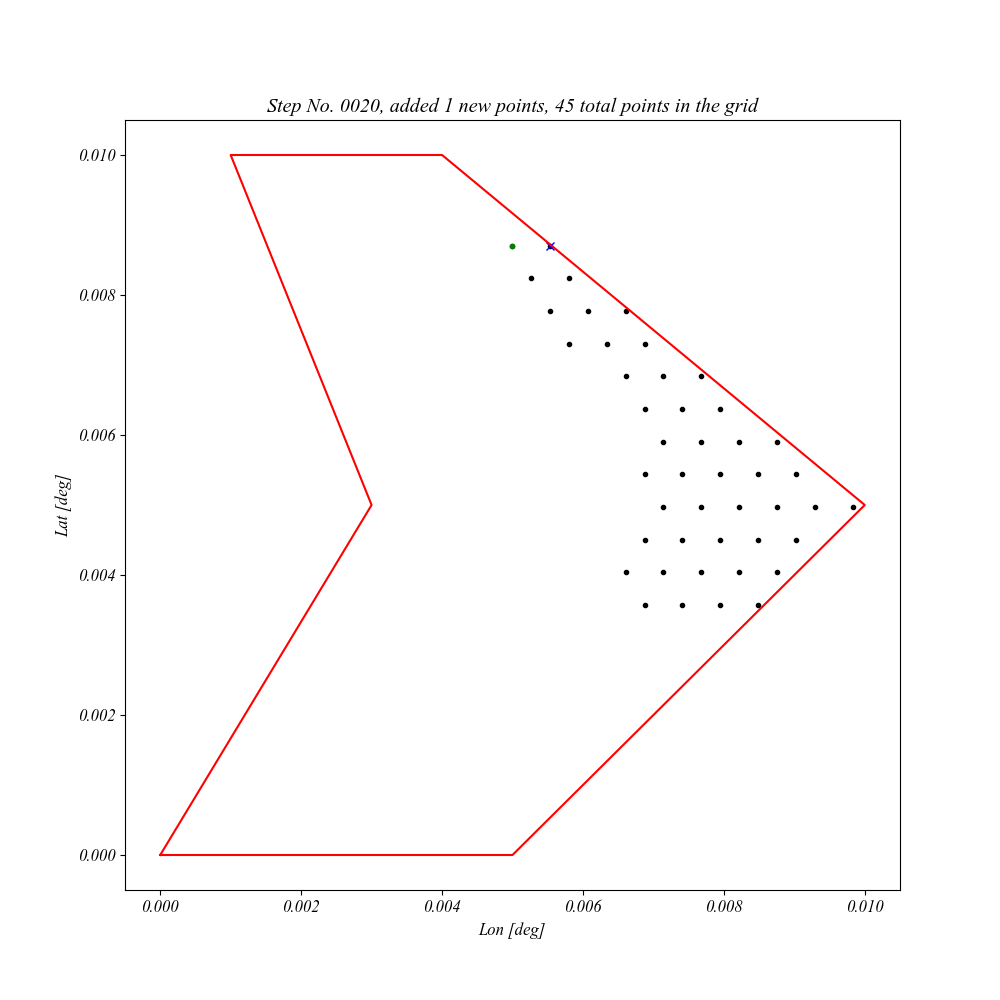 Step No. 0020, added 1 new points, 45 total points in the grid
0.010
0.008
0.006
0.004
0.002
0.000
Lat [deg]
0.000 0.002 0.004 0.006 0.008 0.010
Lon [deg]